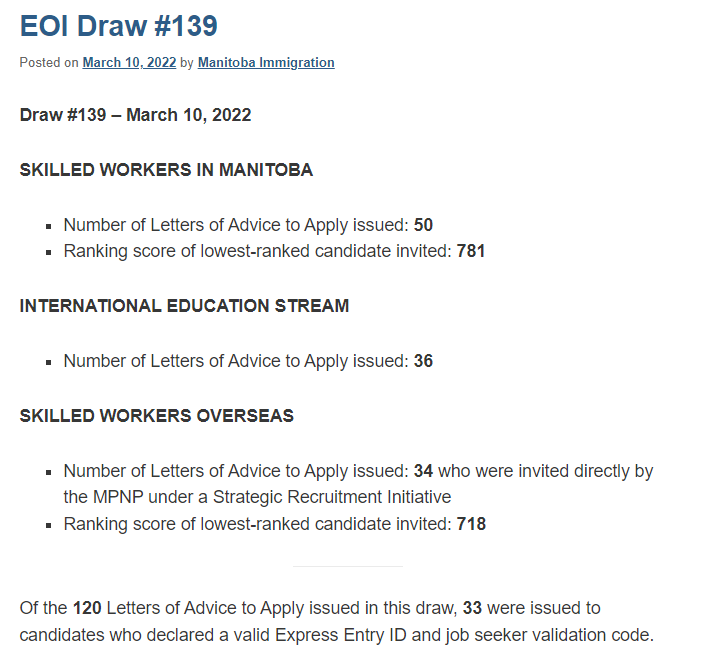 EOI Draw #139
Posted on March 10, 2022 by Manitoba Immigration
Draw #139 – March 10, 2022
SKILLED WORKERS IN MANITOBA
▪ Number of Letters of Advice to Apply issued: 50
▪ Ranking score of lowest-ranked candidate invited: 781
INTERNATIONAL EDUCATION STREAM
▪ Number of Letters of Advice to Apply issued: 36
SKILLED WORKERS OVERSEAS
▪ Number of Letters of Advice to Apply issued: 34 who were invited directly by
the MPNP under a Strategic Recruitment Initiative
▪ Ranking score of lowest-ranked candidate invited: 718
Of the 120 Letters of Advice to Apply issued in this draw, 33 were issued to
candidates who declared a valid Express Entry ID and job seeker validation code.